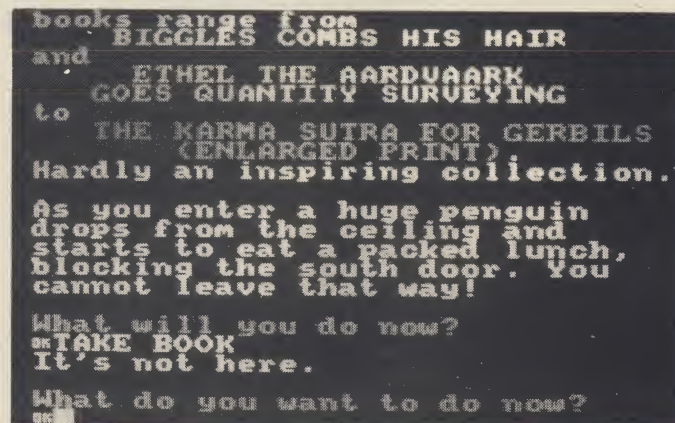 books range from
BIGGLES COMBS HIS HAIR
and
ETHEL THE AARDVAARK
GOES QUANTITY SURVEYING
to
THE KARMA SUTRA FOR GERBILS
(ENLARGED PRINT).
Hardly an inspiring collection.
As you enter a huge penguin
drops from the ceiling and
starts to eat a packed lunch,
blocking the south door. You
cannot leave that way!
What will you do now?
TAKE BOOK
It's not here.
What do you want to do now?